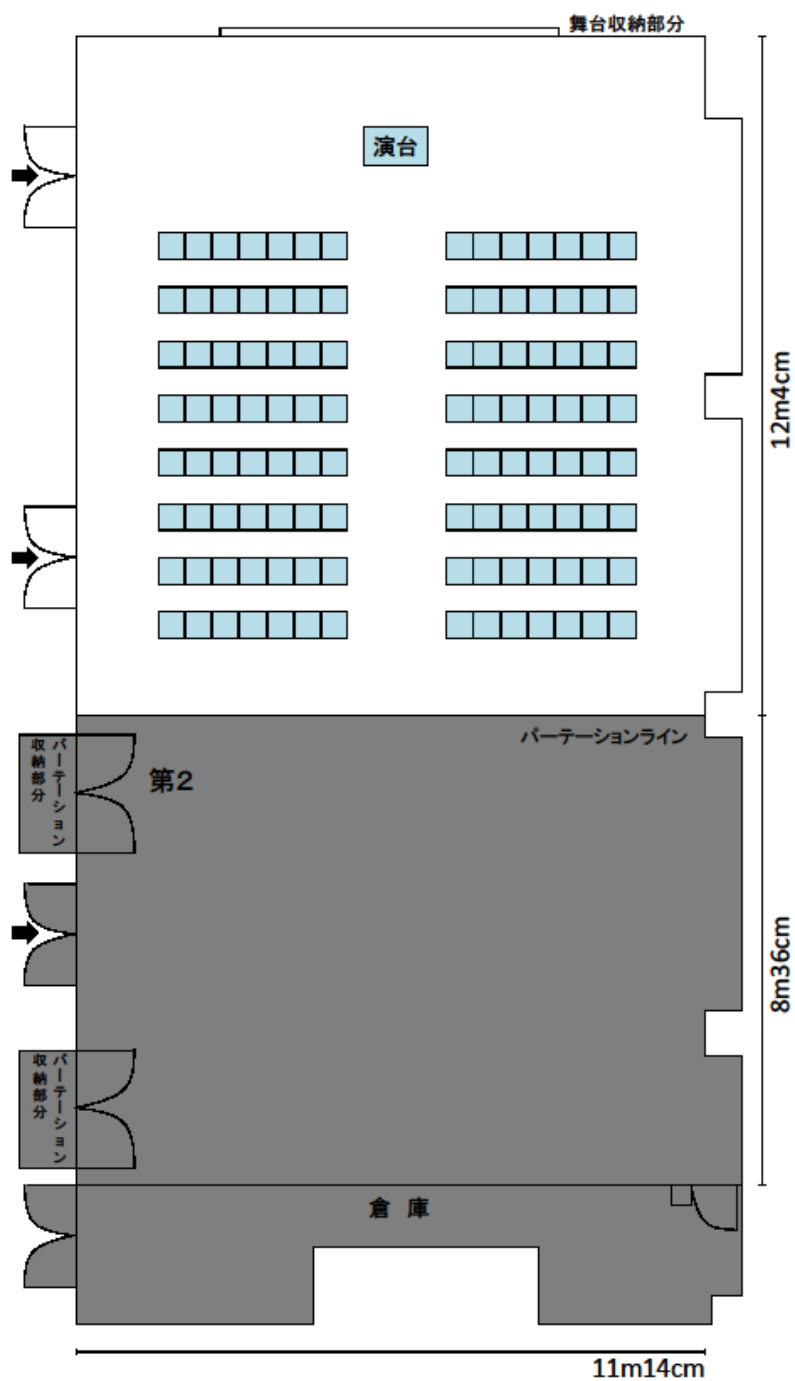 舞台収納部分
演台
12m4cm
パーテーションライン
パーテーション
収納部分
第2
8m36cm
パーテーション
収納部分
倉 庫
11m14cm